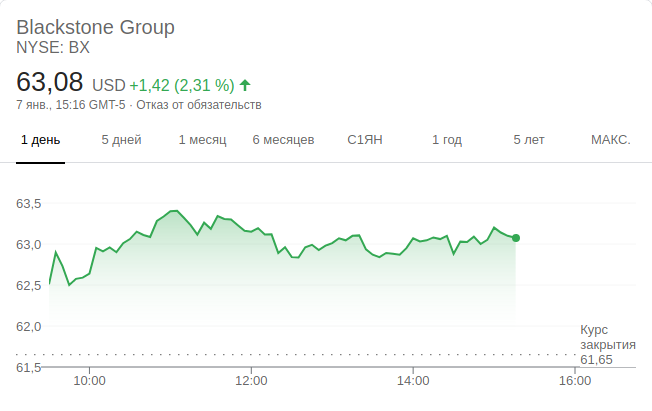 Blackstone Group
NYSE: BX
63,08 USD +1,42 (2,31 %)
7 янв., 15:16 GMT-5 · Отказ от обязательств
1 день 5 дней 1 месяц 6 месяцев С1ЯН 1 год 5 лет МАКС.
63,5
63,0
62,5
62,0
Курс
закрытия
61,65
61,5
10:00 12:00 14:00 16:00